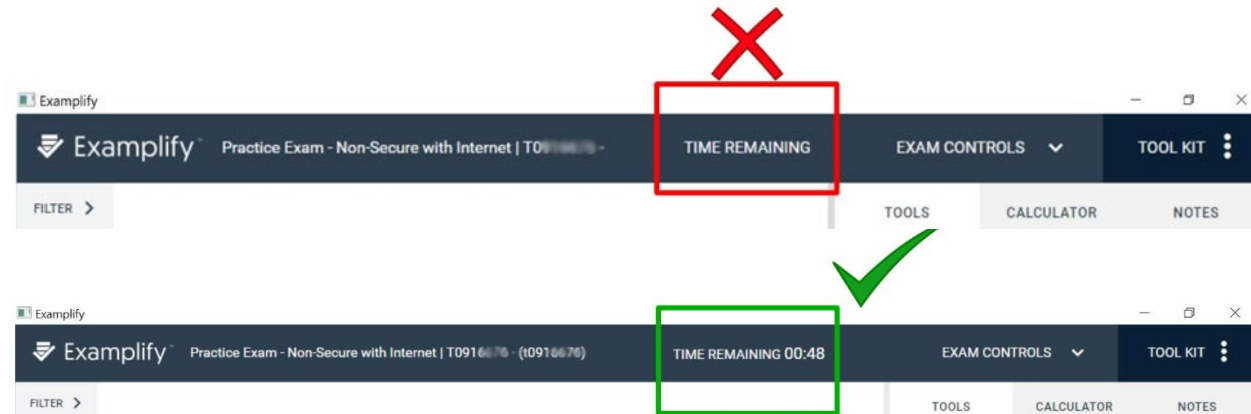 Examplify
Examplify Practice Exam - Non-Secure with Internet | TIME REMAINING EXAM CONTROLS TOOL KIT
FILTER >
TOOLS CALCULATOR NOTES
Examplify
Examplify Practice Exam - Non-Secure with Internet | TIME REMAINING 00:48 EXAM CONTROLS TOOL KIT
FILTER >
TOOLS CALCULATOR NOTES